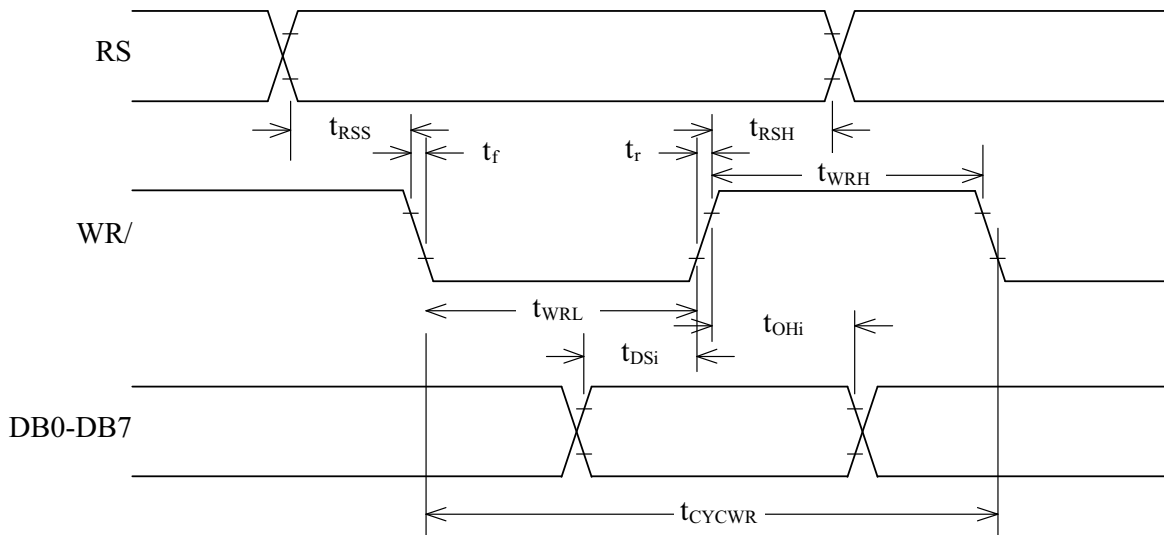 RS
tRSS
tRSH
tf
tr
tWRH
WR/
tWRL
tOHi
tDSi
DB0-DB7
tCYCWR